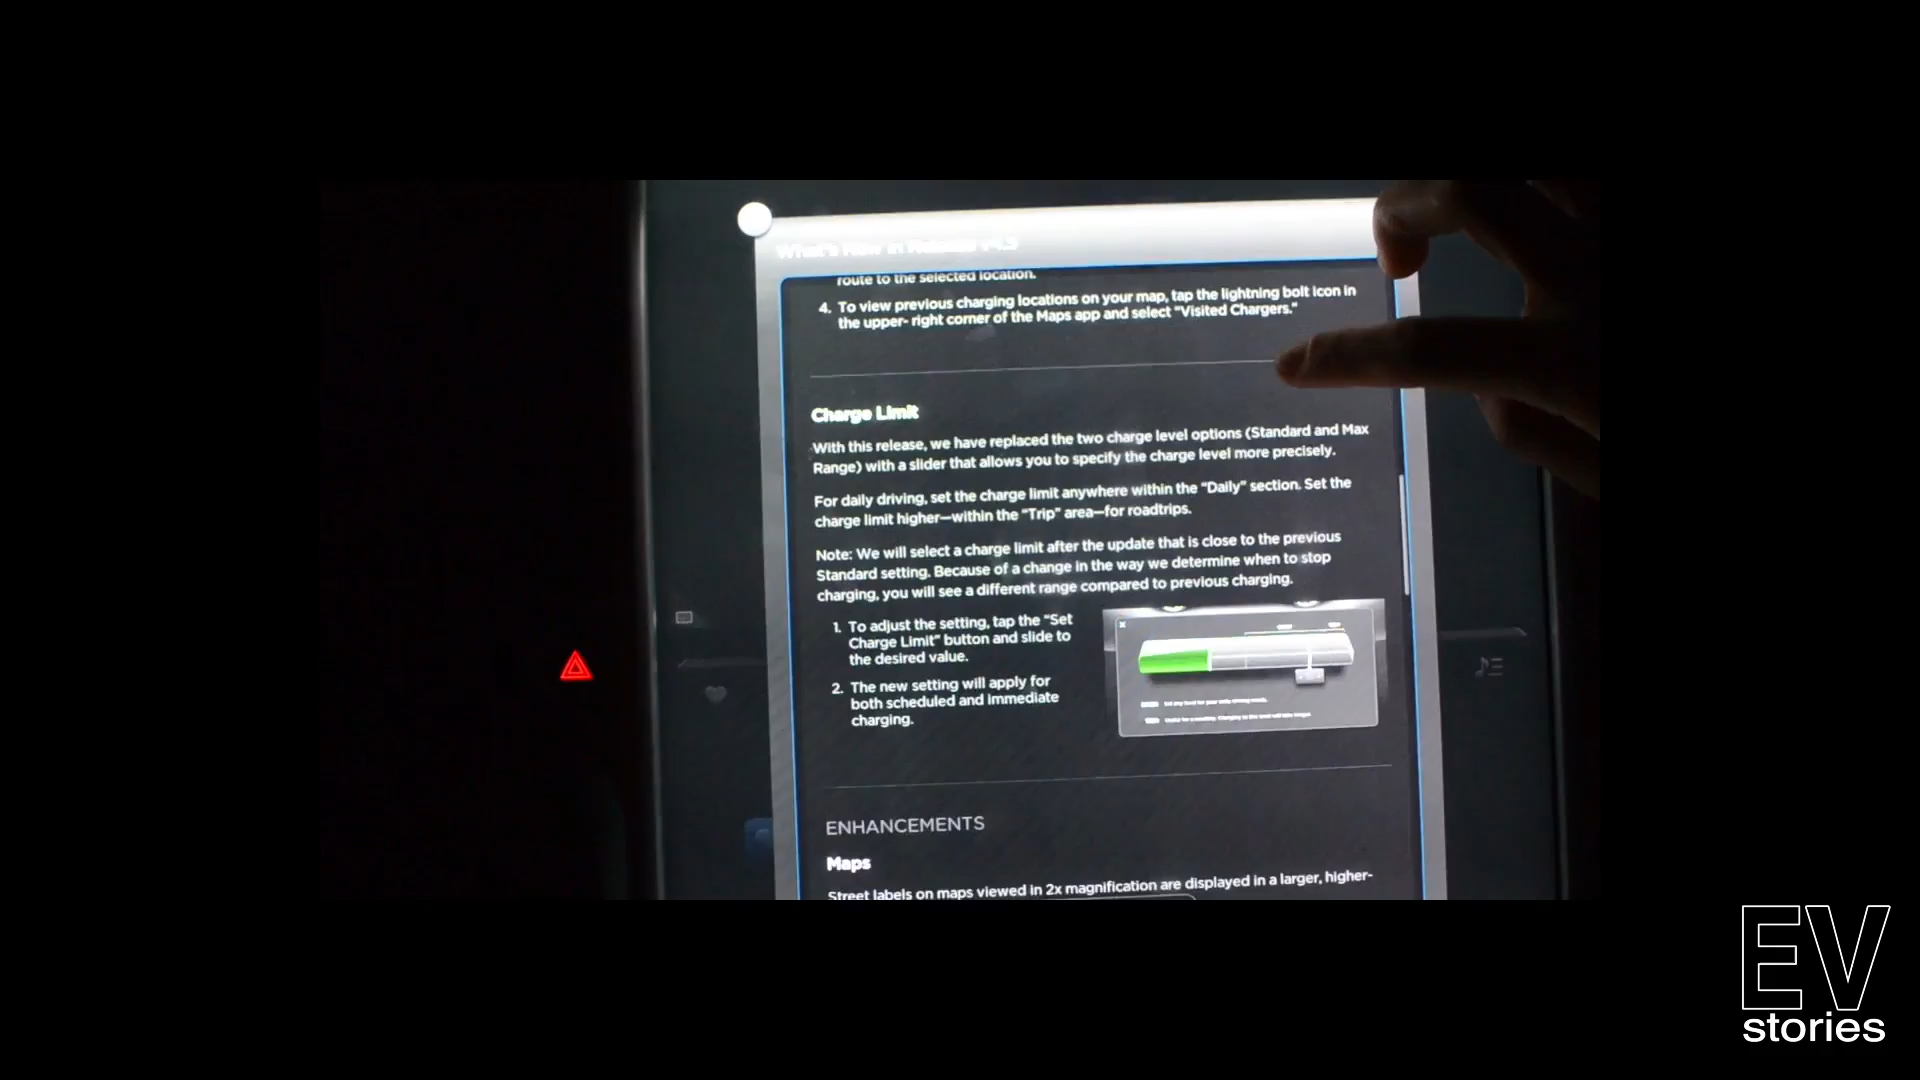 What's New in Release v4.5
route to the selected location.
4. To view previous charging locations on your map, tap the lightning bolt icon in
the upper- right corner of the Maps app and select "Visited Chargers."
Charge Limit
With this release, we have replaced the two charge level options (Standard and Max
Range) with a slider that allows you to specify the charge level more precisely.
For daily driving, set the charge limit anywhere within the "Daily" section. Set the
charge limit higher—within the "Trip" area—for roadtrips.
Note: We will select a charge limit after the update that is close to the previous
Standard setting. Because of a change in the way we determine when to stop
charging, you will see a different range compared to previous charging.
1. To adjust the setting, tap the "Set
Charge Limit" button and slide to
the desired value.
2. The new setting will apply for
both scheduled and immediate
charging.
ENHANCEMENTS
Maps
Street labels on maps viewed in 2x magnification are displayed in a larger, higher-
EV
stories